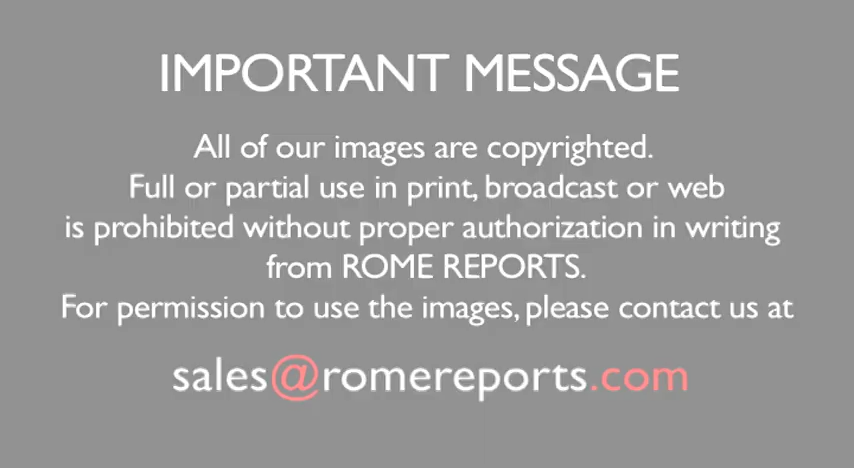 IMPORTANT MESSAGE
All of our images are copyrighted.
Full or partial use in print, broadcast or web
is prohibited without proper authorization in writing
from ROME REPORTS.
For permission to use the images, please contact us at
sales@romereports.com